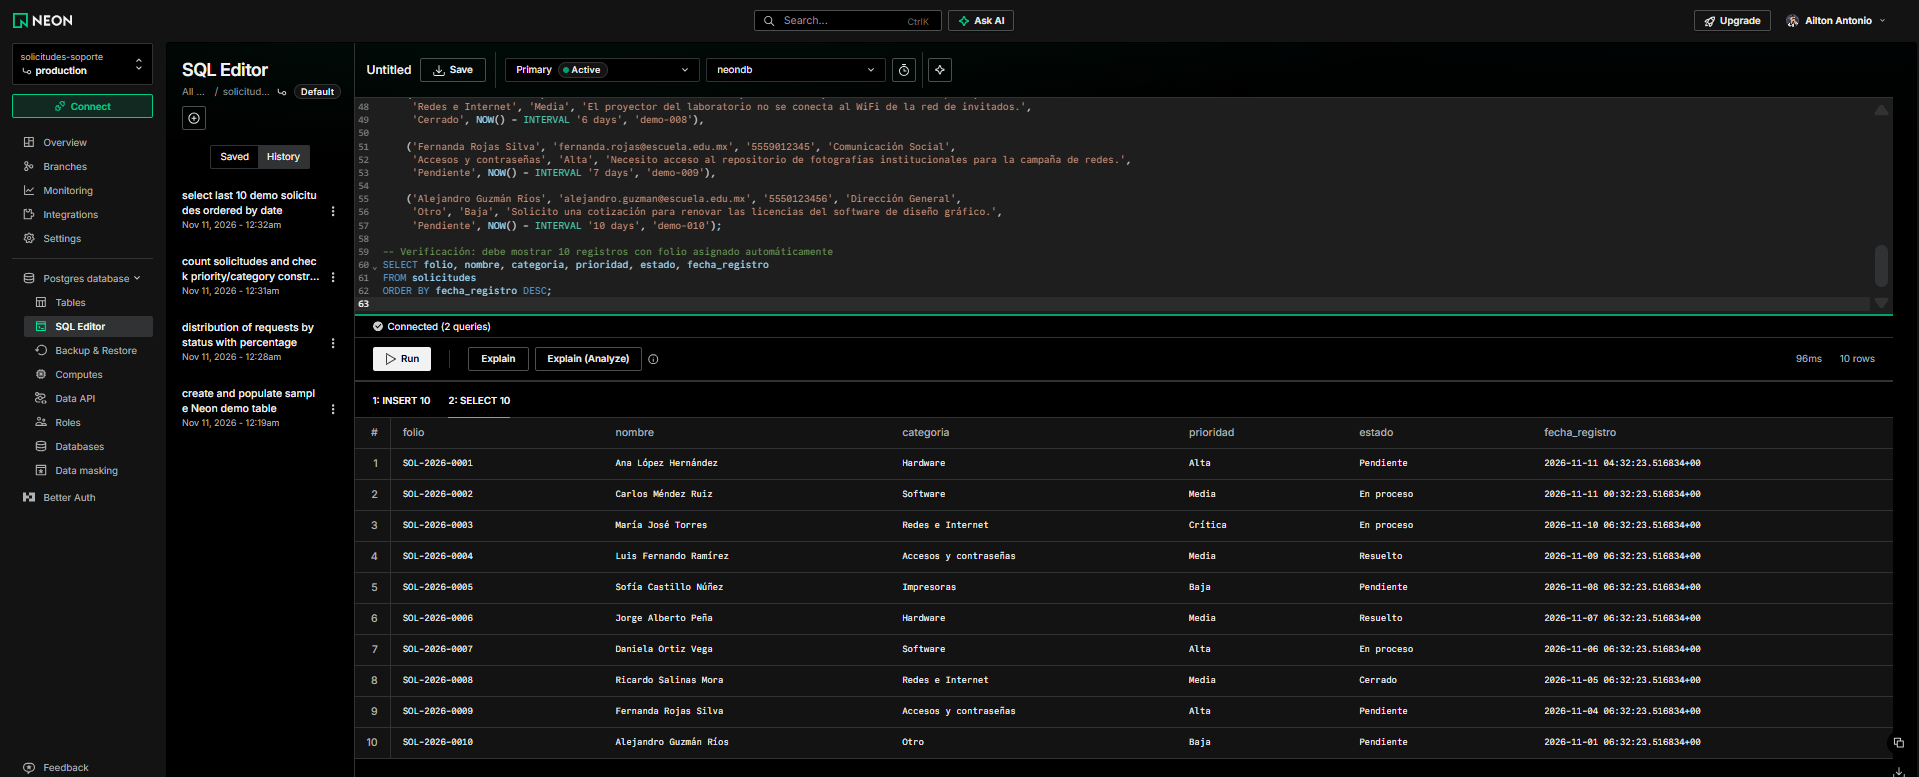 NEON
Search...
CtrlK
Ask AI
Upgrade
Ailton Antonio
solicitudes-soporte
production
Connect
Overview
Branches
Monitoring
Integrations
Settings
Postgres database
Tables
SQL Editor
Backup & Restore
Computes
Data API
Roles
Databases
Data masking
Better Auth
Feedback
SQL Editor
All ... / solicitud... Default
Saved History
select last 10 demo solicitu
des ordered by date
Nov 11, 2026 - 12:32am
count solicitudes and chec
k priority/category constr...
Nov 11, 2026 - 12:31am
distribution of requests by
status with percentage
Nov 11, 2026 - 12:28am
create and populate sampl
e Neon demo table
Nov 11, 2026 - 12:19am
Untitled Save Primary Active neondb
48 'Redes e Internet', 'Media', 'El proyector del laboratorio no se conecta al WiFi de la red de invitados.',
49 'Cerrado', NOW() - INTERVAL '6 days', 'demo-008'),
50
51 ('Fernanda Rojas Silva', 'fernanda.rojas@escuela.edu.mx', '5559012345', 'Comunicación Social',
52 'Accesos y contraseñas', 'Alta', 'Necesito acceso al repositorio de fotografías institucionales para la campaña de redes.',
53 'Pendiente', NOW() - INTERVAL '7 days', 'demo-009'),
54
55 ('Alejandro Guzmán Ríos', 'alejandro.guzman@escuela.edu.mx', '5550123456', 'Dirección General',
56 'Otro', 'Baja', 'Solicito una cotización para renovar las licencias del software de diseño gráfico.',
57 'Pendiente', NOW() - INTERVAL '10 days', 'demo-010');
58
59 -- Verificación: debe mostrar 10 registros con folio asignado automáticamente
60 SELECT folio, nombre, categoria, prioridad, estado, fecha_registro
61 FROM solicitudes
62 ORDER BY fecha_registro DESC;
63
Connected (2 queries)
Run Explain Explain (Analyze) 96ms 10 rows
1: INSERT 10 2: SELECT 10
# folio nombre categoria prioridad estado fecha_registro
1 SOL-2026-0001 Ana López Hernández Hardware Alta Pendiente 2026-11-11 04:32:23.516834+00
2 SOL-2026-0002 Carlos Méndez Ruiz Software Media En proceso 2026-11-11 00:32:23.516834+00
3 SOL-2026-0003 María José Torres Redes e Internet Crítica En proceso 2026-11-10 06:32:23.516834+00
4 SOL-2026-0004 Luis Fernando Ramírez Accesos y contraseñas Media Resuelto 2026-11-09 06:32:23.516834+00
5 SOL-2026-0005 Sofía Castillo Núñez Impresoras Baja Pendiente 2026-11-08 06:32:23.516834+00
6 SOL-2026-0006 Jorge Alberto Peña Hardware Media Resuelto 2026-11-07 06:32:23.516834+00
7 SOL-2026-0007 Daniela Ortiz Vega Software Alta En proceso 2026-11-06 06:32:23.516834+00
8 SOL-2026-0008 Ricardo Salinas Mora Redes e Internet Media Cerrado 2026-11-05 06:32:23.516834+00
9 SOL-2026-0009 Fernanda Rojas Silva Accesos y contraseñas Alta Pendiente 2026-11-04 06:32:23.516834+00
10 SOL-2026-0010 Alejandro Guzmán Ríos Otro Baja Pendiente 2026-11-01 06:32:23.516834+00